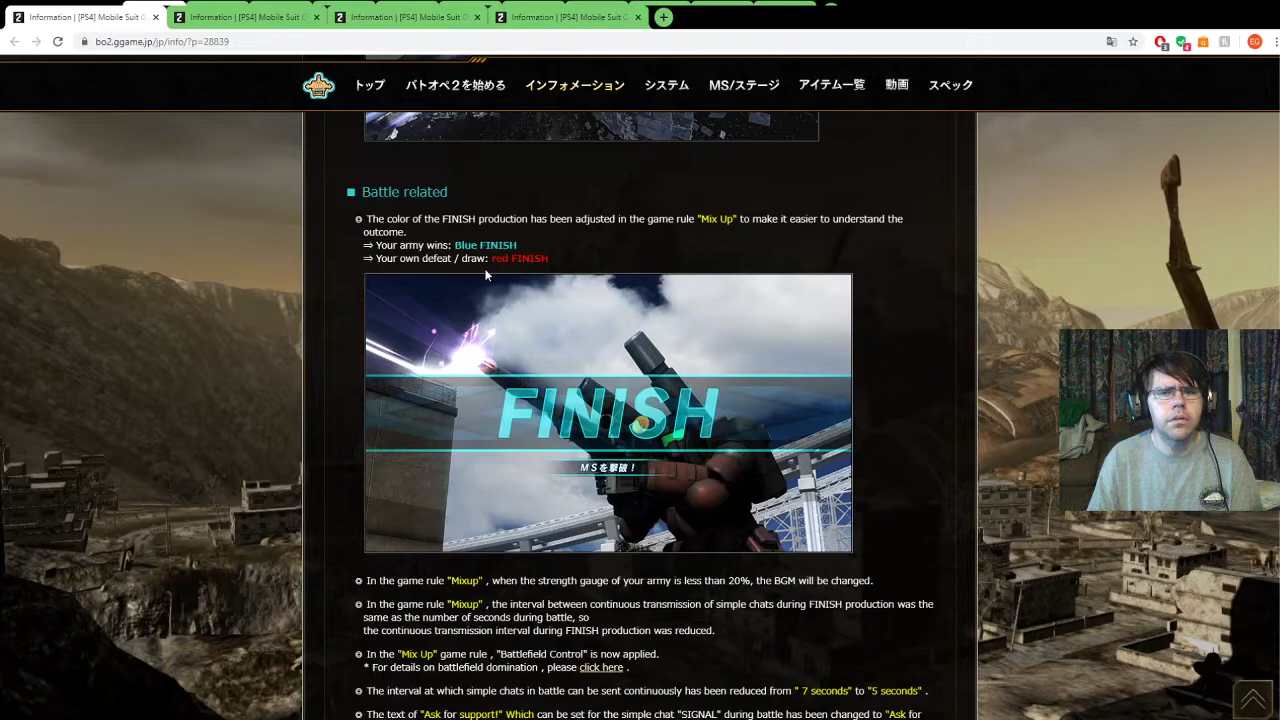 Information | [PS4] Mobile Suit G
Information | [PS4] Mobile Suit G
Information | [PS4] Mobile Suit G
Information | [PS4] Mobile Suit G
bo2.ggame.jp/jp/info/?p=28839
3
4
EG
トップ バトオペ2を始める インフォメーション システム MS/ステージ アイテム一覧 動画 スペック
Battle related
The color of the FINISH production has been adjusted in the game rule "Mix Up" to make it easier to understand the
outcome.
⇒ Your army wins: Blue FINISH
⇒ Your own defeat / draw: red FINISH
FINISH
MSを撃破！
In the game rule "Mixup" , when the strength gauge of your army is less than 20%, the BGM will be changed.
In the game rule "Mixup" , the interval between continuous transmission of simple chats during FINISH production was the
same as the number of seconds during battle, so
the continuous transmission interval during FINISH production was reduced.
In the "Mix Up" game rule , "Battlefield Control" is now applied.
* For details on battlefield domination , please click here .
The interval at which simple chats in battle can be sent continuously has been reduced from " 7 seconds" to "5 seconds" .
The text of "Ask for support!" Which can be set for the simple chat "SIGNAL" during battle has been changed to "Ask for